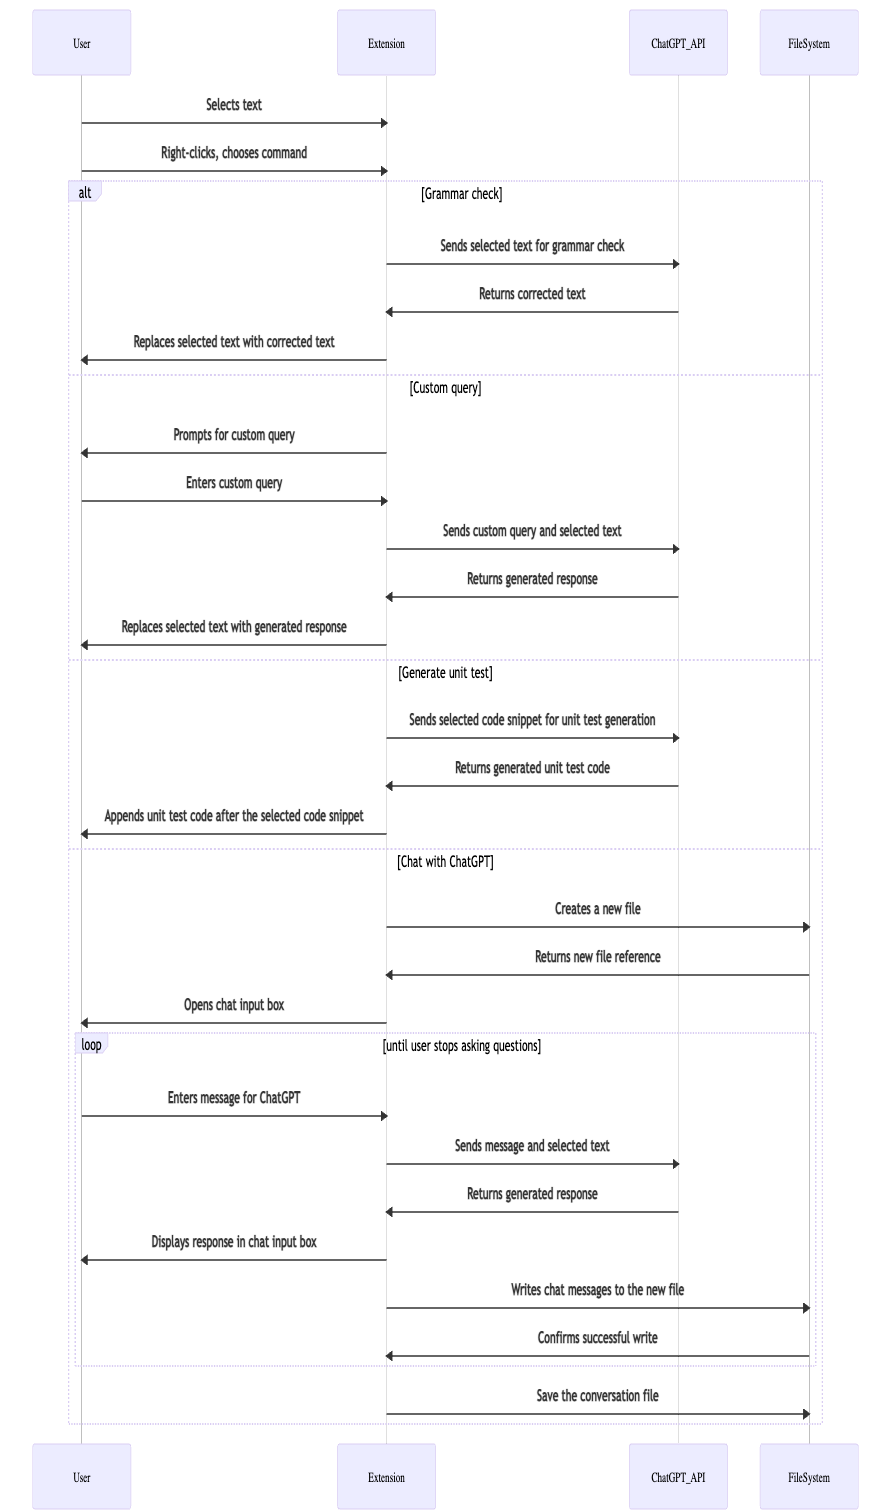 User
Extension
ChatGPT_API
FileSystem
Selects text
Right-clicks, chooses command
alt
[Grammar check]
Sends selected text for grammar check
Returns corrected text
Replaces selected text with corrected text
[Custom query]
Prompts for custom query
Enters custom query
Sends custom query and selected text
Returns generated response
Replaces selected text with generated response
[Generate unit test]
Sends selected code snippet for unit test generation
Returns generated unit test code
Appends unit test code after the selected code snippet
[Chat with ChatGPT]
Creates a new file
Returns new file reference
Opens chat input box
loop
[until user stops asking questions]
Enters message for ChatGPT
Sends message and selected text
Returns generated response
Displays response in chat input box
Writes chat messages to the new file
Confirms successful write
Save the conversation file
User
Extension
ChatGPT_API
FileSystem